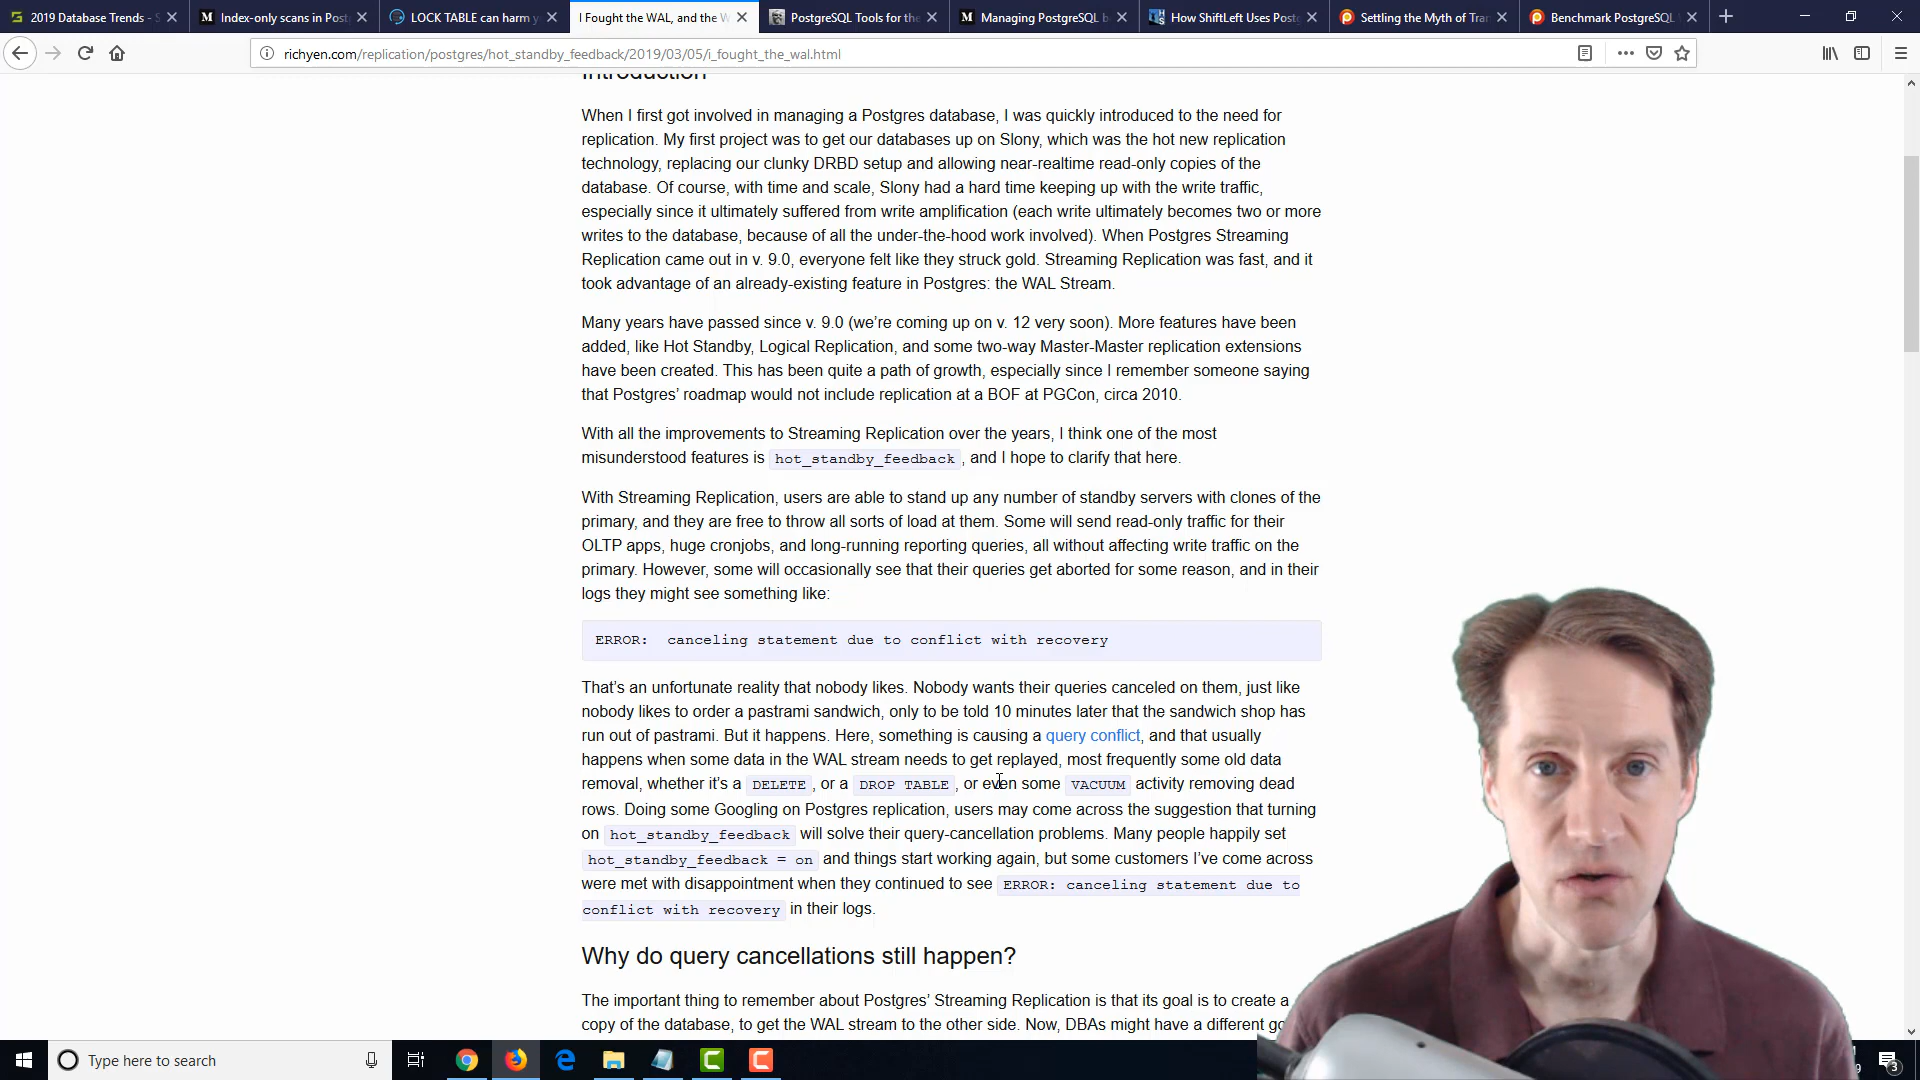 2019 Database Trends - S
Index-only scans in Post
LOCK TABLE can harm y
I Fought the WAL, and the W
PostgreSQL Tools for the
Managing PostgreSQL b
How ShiftLeft Uses Postg
Settling the Myth of Tran
Benchmark PostgreSQL
richyen.com/replication/postgres/hot_standby_feedback/2019/03/05/i_fought_the_wal.html
Introduction
When I first got involved in managing a Postgres database, I was quickly introduced to the need for
replication. My first project was to get our databases up on Slony, which was the hot new replication
technology, replacing our clunky DRBD setup and allowing near-realtime read-only copies of the
database. Of course, with time and scale, Slony had a hard time keeping up with the write traffic,
especially since it ultimately suffered from write amplification (each write ultimately becomes two or more
writes to the database, because of all the under-the-hood work involved). When Postgres Streaming
Replication came out in v. 9.0, everyone felt like they struck gold. Streaming Replication was fast, and it
took advantage of an already-existing feature in Postgres: the WAL Stream.
Many years have passed since v. 9.0 (we’re coming up on v. 12 very soon). More features have been
added, like Hot Standby, Logical Replication, and some two-way Master-Master replication extensions
have been created. This has been quite a path of growth, especially since I remember someone saying
that Postgres’ roadmap would not include replication at a BOF at PGCon, circa 2010.
With all the improvements to Streaming Replication over the years, I think one of the most
misunderstood features is hot_standby_feedback, and I hope to clarify that here.
With Streaming Replication, users are able to stand up any number of standby servers with clones of the
primary, and they are free to throw all sorts of load at them. Some will send read-only traffic for their
OLTP apps, huge cronjobs, and long-running reporting queries, all without affecting write traffic on the
primary. However, some will occasionally see that their queries get aborted for some reason, and in their
logs they might see something like:
ERROR:  canceling statement due to conflict with recovery
That’s an unfortunate reality that nobody likes. Nobody wants their queries canceled on them, just like
nobody likes to order a pastrami sandwich, only to be told 10 minutes later that the sandwich shop has
run out of pastrami. But it happens. Here, something is causing a query conflict, and that usually
happens when some data in the WAL stream needs to get replayed, most frequently some old data
removal, whether it’s a DELETE, or a DROP TABLE, or even some VACUUM activity removing dead
rows. Doing some Googling on Postgres replication, users may come across the suggestion that turning
on hot_standby_feedback will solve their query-cancellation problems. Many people happily set
hot_standby_feedback = on and things start working again, but some customers I’ve come across
were met with disappointment when they continued to see ERROR: canceling statement due to
conflict with recovery in their logs.
Why do query cancellations still happen?
The important thing to remember about Postgres’ Streaming Replication is that its goal is to create a
copy of the database, to get the WAL stream to the other side. Now, DBAs might have a different go
Type here to search
3